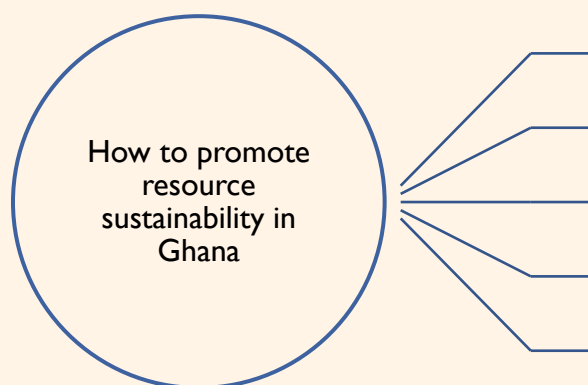 How to promote
resource
sustainability in
Ghana